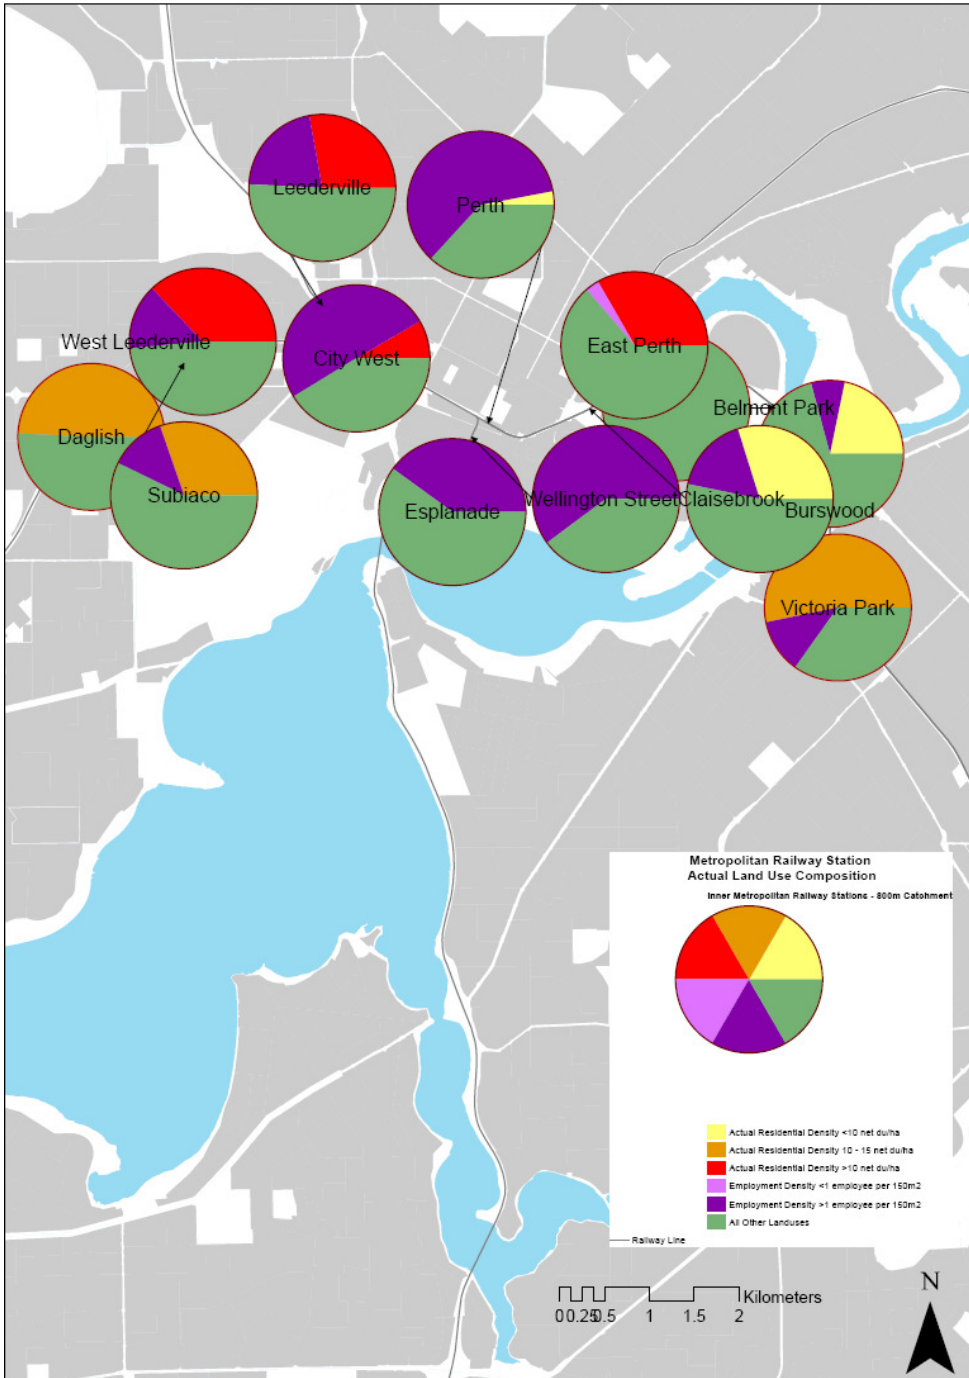 Leederville
Perth
West Leederville
City West
East Perth
Belmont Park
Daglish
Subiaco
Esplanade
Wellington Street
Claisebrook
Burswood
Victoria Park
Metropolitan Railway Station
Actual Land Use Composition
Inner Metropolitan Railway Stations - 800m Catchment
Actual Residential Density <10 net du/ha
Actual Residential Density 10 - 15 net du/ha
Actual Residential Density >10 net du/ha
Employment Density <1 employee per 150m2
Employment Density >1 employee per 150m2
All Other Landuses
Railway Line
Kilometers
0 0.25 0.5 1 1.5 2
N